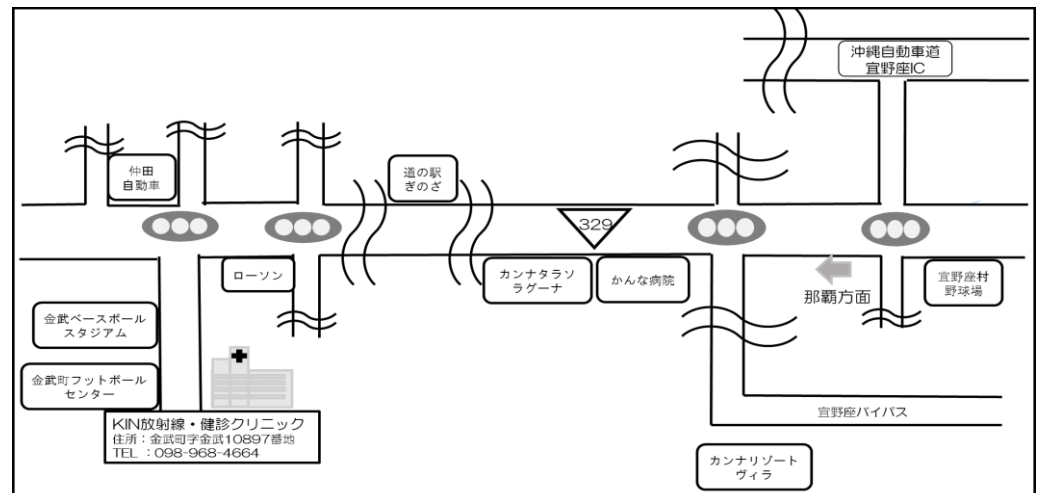 沖縄自動車道
宜野座IC
仲田
自動車
道の駅
ぎのざ
329
ローソン
カンナタラソ
ラグーナ
かんな病院
那覇方面
宜野座村
野球場
金武ベースボール
スタジアム
金武町フットボール
センター
KIN放射線・健診クリニック
住所：金武町字金武10897番地
TEL ：098-968-4664
宜野座バイパス
カンナリゾート
ヴィラ